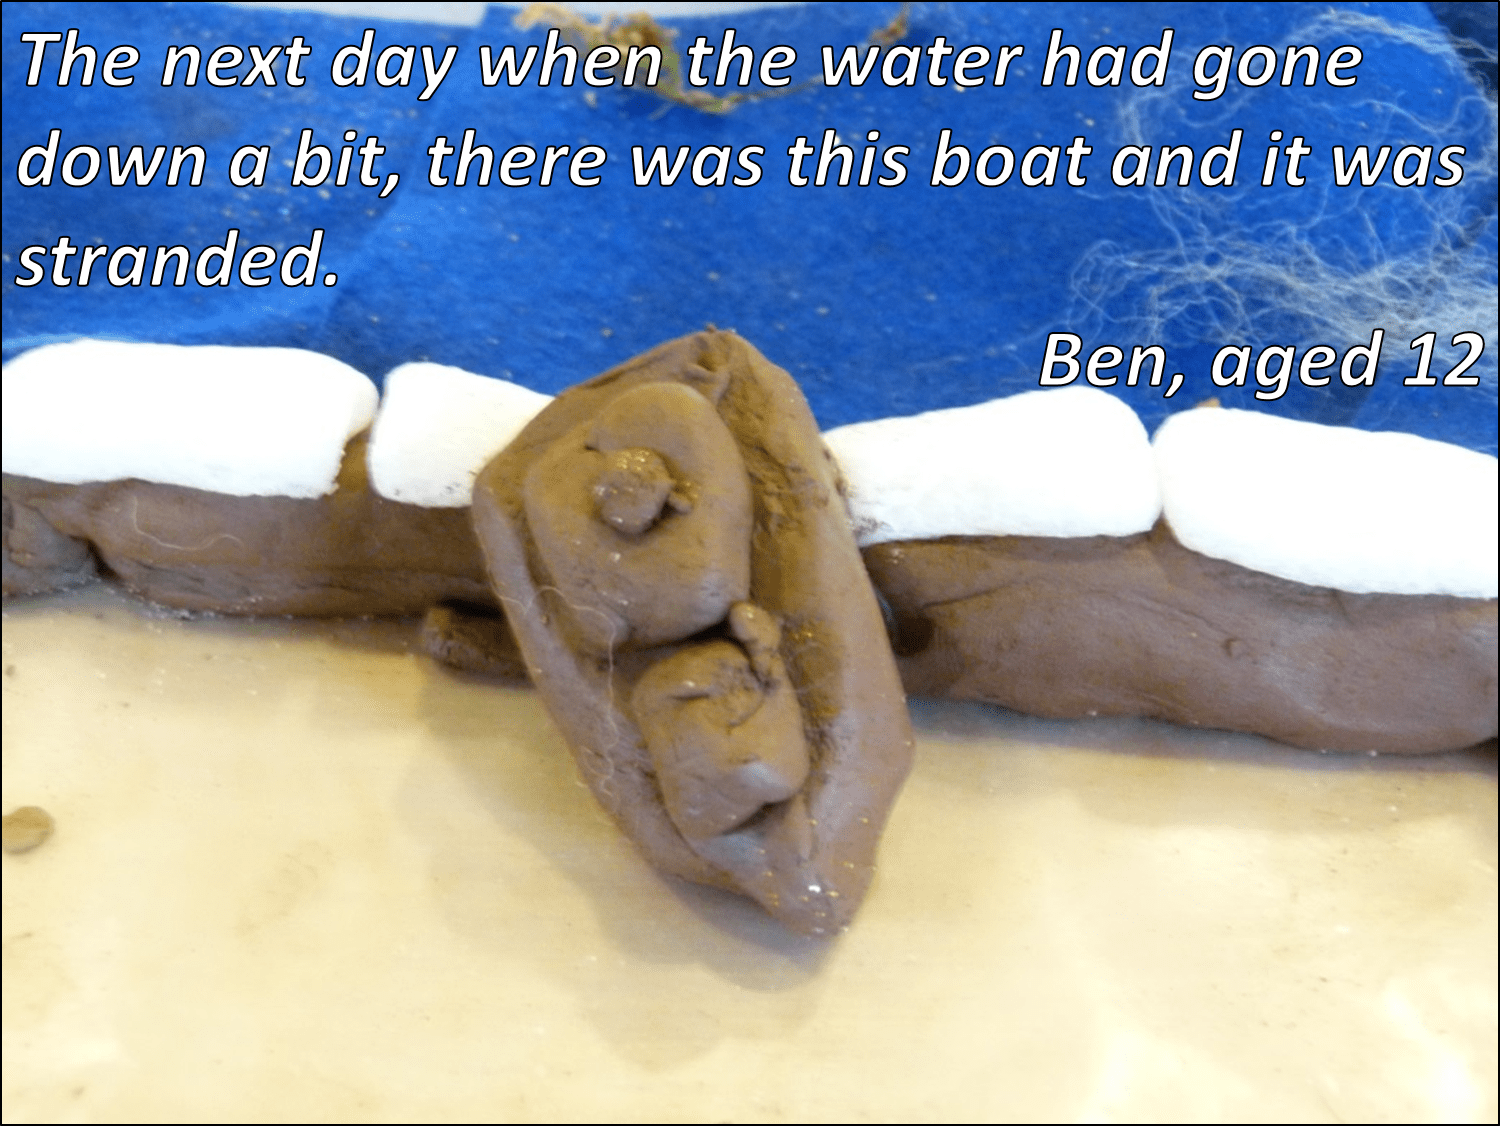 The next day when the water had gone
down a bit, there was this boat and it was
stranded.
Ben, aged 12